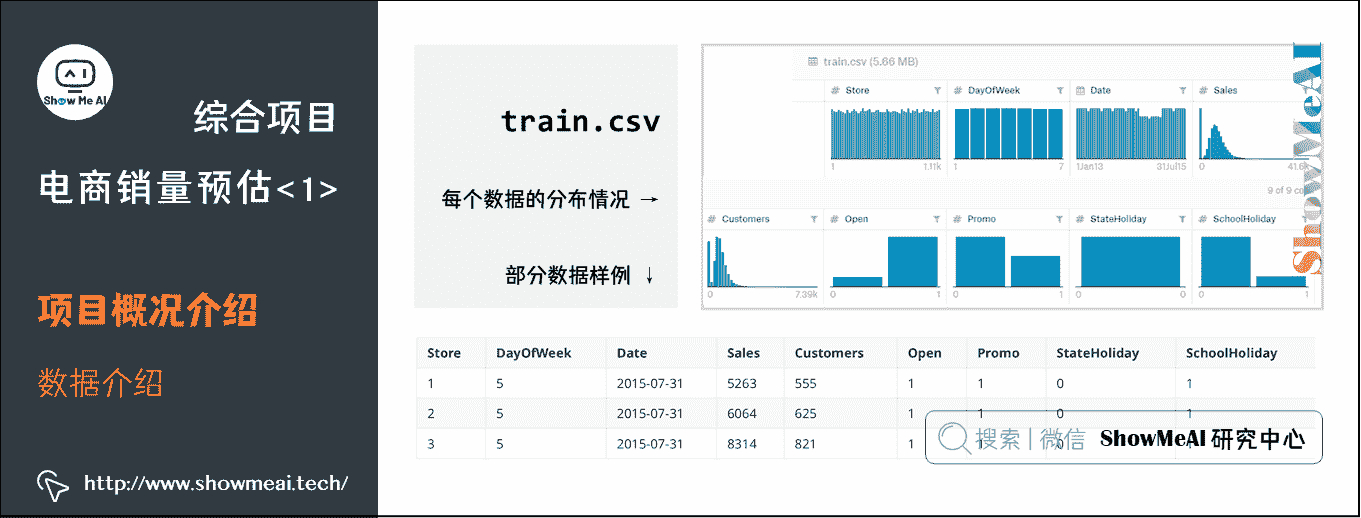 Show Me AI
综合项目
电商销量预估<1>
项目概况介绍
数据介绍
http://www.showmeai.tech/
train.csv
每个数据的分布情况 →
部分数据样例 ↓
train.csv (5.66 MB)
# Store
# DayOfWeek
Date
# Sales
1 1.11k
1 7
1Jan13 31Jul15
0 41.6k
9 of 9 co
# Customers
# Open
# Promo
# StateHoliday
# SchoolHoliday
0 7.39k
0 1
0 1
0 0
0 1
ShowMeAI
Store DayOfWeek Date Sales Customers Open Promo StateHoliday SchoolHoliday
1 5 2015-07-31 5263 555 1 1 0 1
2 5 2015-07-31 6064 625 1 1 0 1
3 5 2015-07-31 8314 821 1 1 0
搜索 | 微信 ShowMeAI 研究中心